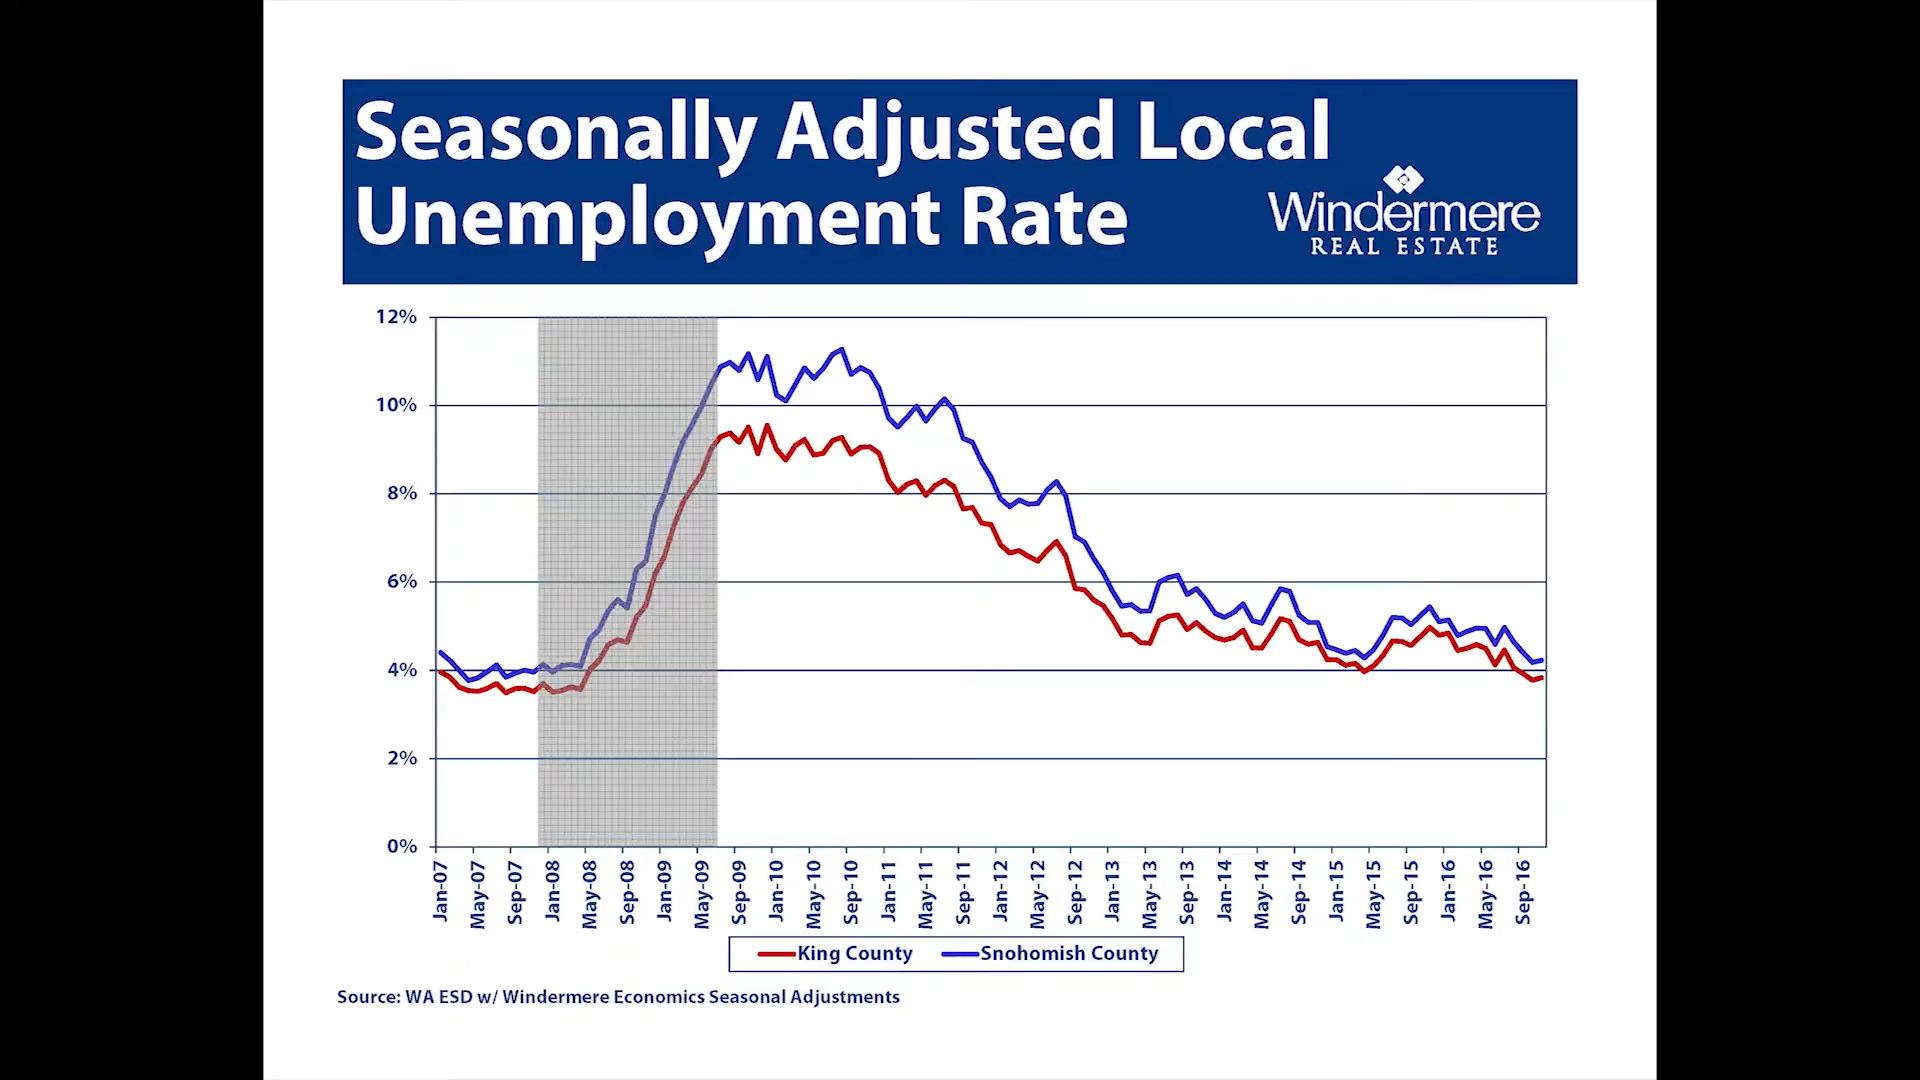 Seasonally Adjusted Local
Unemployment Rate
Windermere
REAL ESTATE
12%
10%
8%
6%
4%
2%
0%
Jan-07
May-07
Sep-07
Jan-08
May-08
Sep-08
Jan-09
May-09
Sep-09
Jan-10
May-10
Sep-10
Jan-11
May-11
Sep-11
Jan-12
May-12
Sep-12
Jan-13
May-13
Sep-13
Jan-14
May-14
Sep-14
Jan-15
May-15
Sep-15
Jan-16
May-16
Sep-16
King County Snohomish County
Source: WA ESD w/ Windermere Economics Seasonal Adjustments